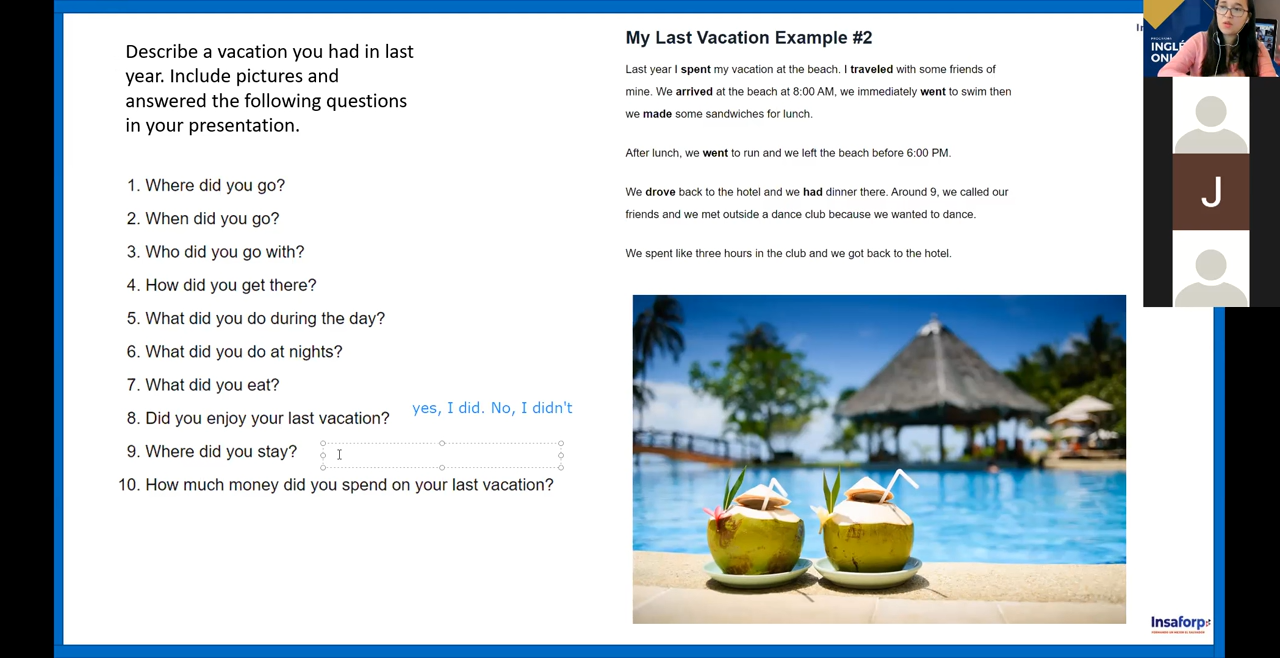 Describe a vacation you had in last
year. Include pictures and
answered the following questions
in your presentation.
1. Where did you go?
2. When did you go?
3. Who did you go with?
4. How did you get there?
5. What did you do during the day?
6. What did you do at nights?
7. What did you eat?
8. Did you enjoy your last vacation?
yes, I did. No, I didn't
9. Where did you stay?
10. How much money did you spend on your last vacation?
My Last Vacation Example #2
Last year I spent my vacation at the beach. I traveled with some friends of
mine. We arrived at the beach at 8:00 AM, we immediately went to swim then
we made some sandwiches for lunch.
After lunch, we went to run and we left the beach before 6:00 PM.
We drove back to the hotel and we had dinner there. Around 9, we called our
friends and we met outside a dance club because we wanted to dance.
We spent like three hours in the club and we got back to the hotel.
INGLÉ
ONL
J
Insaforp